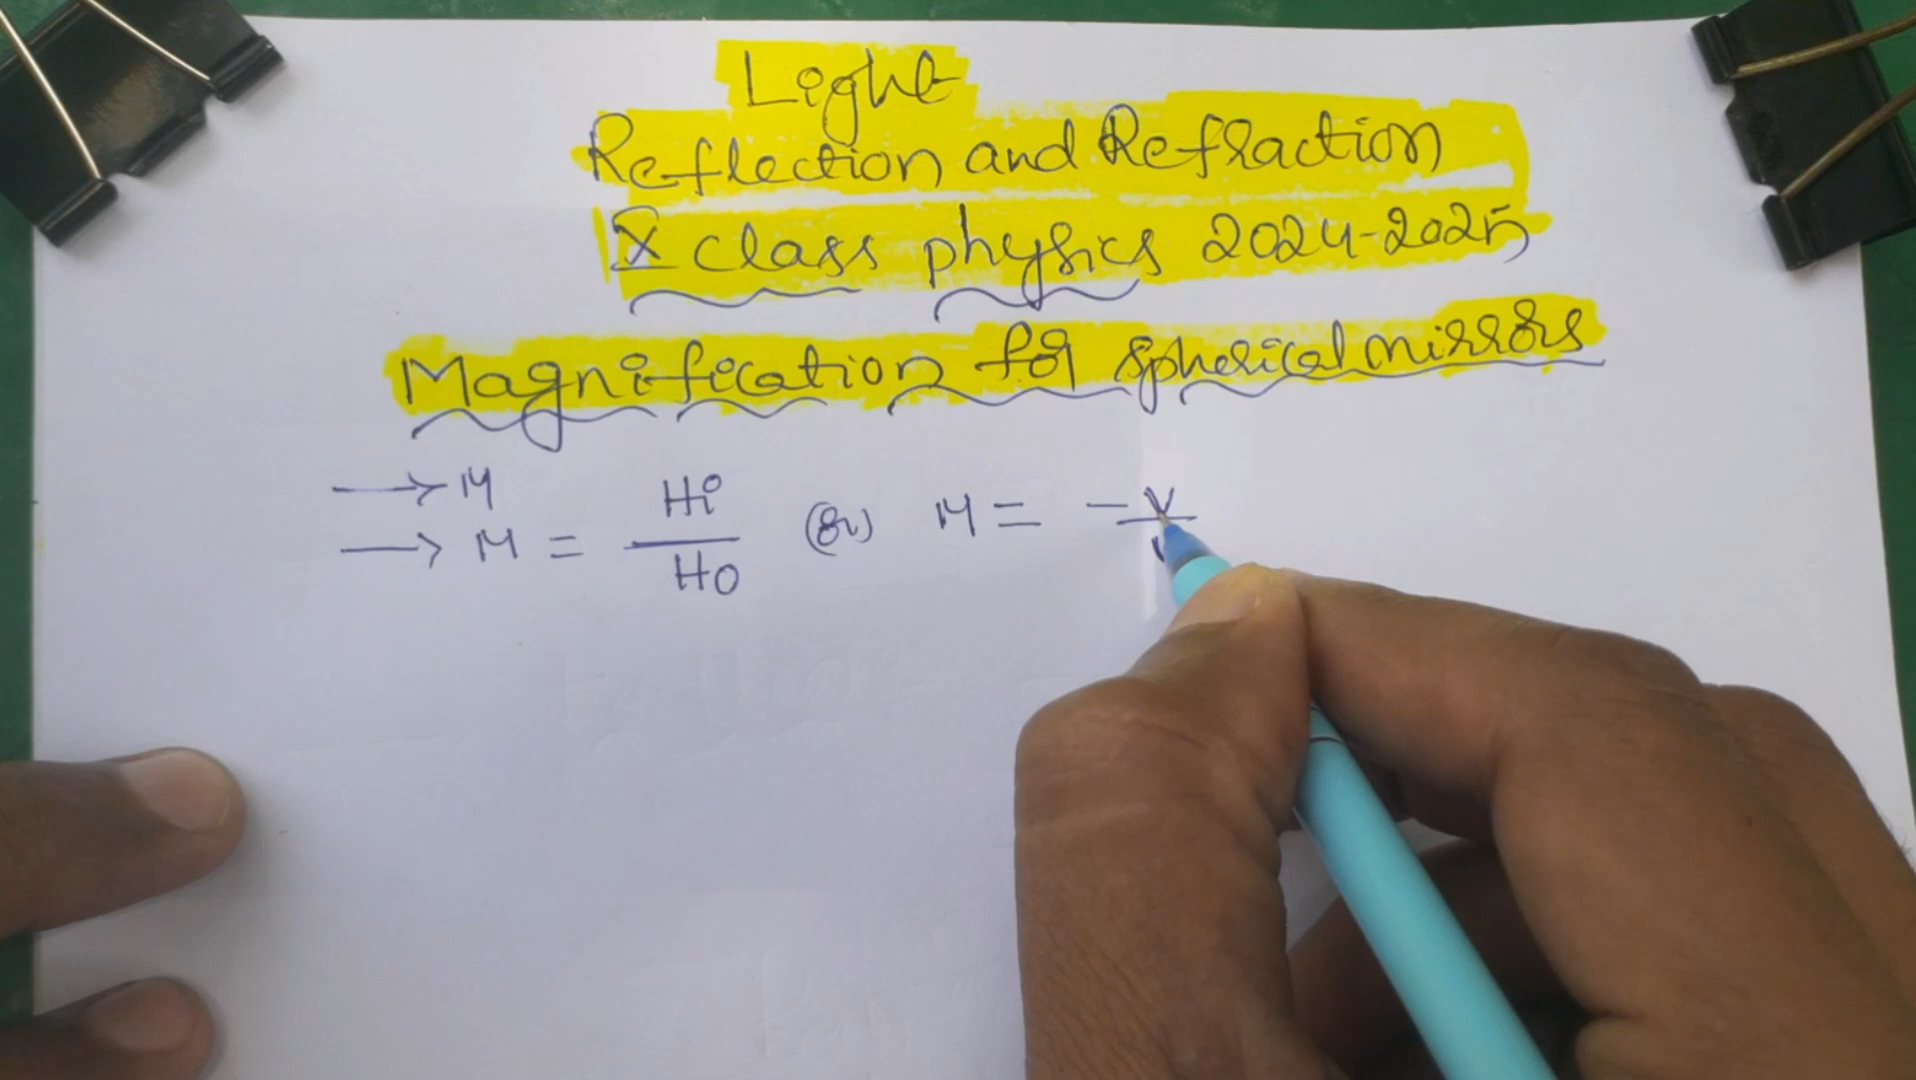 Light
Reflection and Refraction
X class physics 2024-2025
Magnification for spherical mirrors
→ M
→ M = Hi / Ho (or) M = -v /